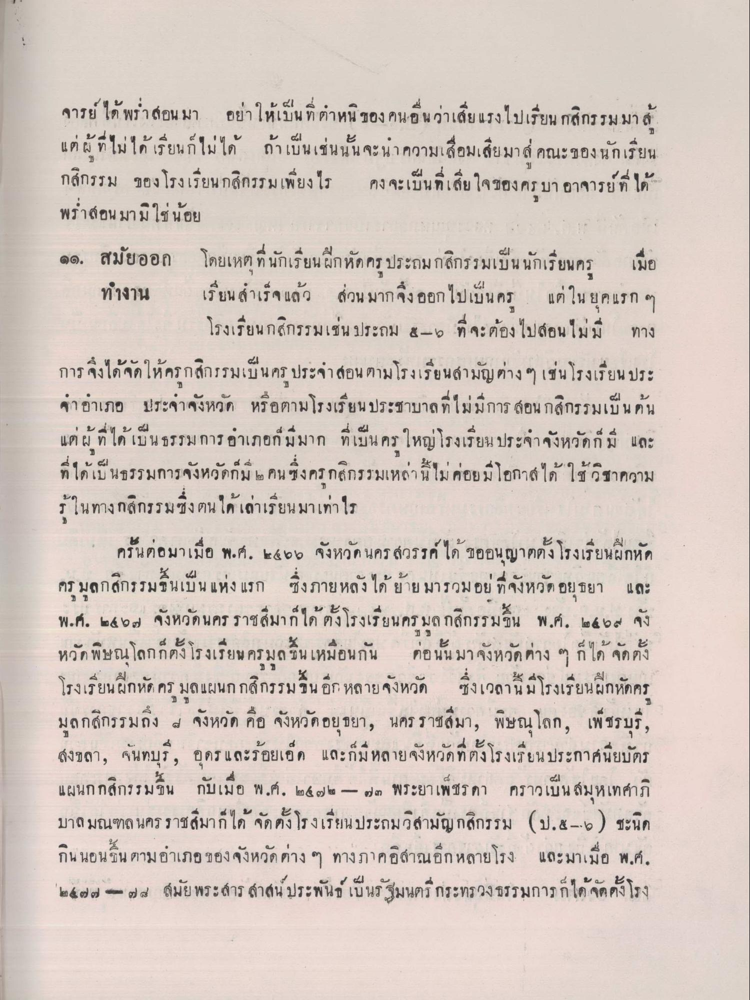 จารย์ได้พร่ำสอนมา อย่าให้เป็นที่ตำหนิของคนอื่นว่าเสียแรงไปเรียนกสิกรรมมาสู้
แต่ผู้ที่ไม่ได้เรียนก็ไม่ได้ ถ้าเป็นเช่นนั้นจะนำความเสื่อมเสียมาสู่คณะของนักเรียน
กสิกรรม ของโรงเรียนกสิกรรมเพียงไร คงจะเป็นที่เสียใจของครูบาอาจารย์ที่ได้
พร่ำสอนมามิใช่น้อย
๑๑. สมัยออก โดยเหตุที่นักเรียนฝึกหัดครูประถมกสิกรรมเป็นนักเรียนครู เมื่อ
ทำงาน เรียนสำเร็จแล้ว ส่วนมากจึงออกไปเป็นครู แต่ในยุคแรก ๆ
โรงเรียนกสิกรรมเช่นประถม ๕—๖ ที่จะต้องไปสอนไม่มี ทาง
การจึงได้จัดให้ครูกสิกรรมเป็นครูประจำสอนตามโรงเรียนสามัญต่าง ๆ เช่นโรงเรียนประ
จำอำเภอ ประจำจังหวัด หรือตามโรงเรียนประชาบาลที่ไม่มีการสอนกสิกรรมเป็นต้น
แต่ผู้ที่ได้เป็นธรรมการอำเภอก็มีมาก ที่เป็นครูใหญ่โรงเรียนประจำจังหวัดก็มี และ
ที่ได้เป็นธรรมการจังหวัดก็มี ๒ คนซึ่งครูกสิกรรมเหล่านี้ไม่ค่อยมีโอกาสได้ใช้วิชาความ
รู้ในทางกสิกรรมซึ่งตนได้เล่าเรียนมาเท่าไร
ครั้นต่อมาเมื่อ พ.ศ. ๒๔๖๖ จังหวัดนครสวรรค์ได้ขออนุญาตตั้งโรงเรียนฝึกหัด
ครูมูลกสิกรรมขึ้นเป็นแห่งแรก ซึ่งภายหลังได้ย้ายมารวมอยู่ที่จังหวัดอยุธยา และ
พ.ศ. ๒๔๖๗ จังหวัดนครราชสีมาก็ได้ตั้งโรงเรียนครูมูลกสิกรรมขึ้น พ.ศ. ๒๔๖๙ จัง
หวัดพิษณุโลกก็ตั้งโรงเรียนครูมูลขึ้นเหมือนกัน ต่อนั้นมาจังหวัดต่าง ๆ ก็ได้จัดตั้ง
โรงเรียนฝึกหัดครูมูลแผนกกสิกรรมขึ้นอีกหลายจังหวัด ซึ่งเวลานี้มีโรงเรียนฝึกหัดครู
มูลกสิกรรมถึง ๘ จังหวัด คือ จังหวัดอยุธยา, นครราชสีมา, พิษณุโลก, เพ็ชรบุรี,
สงขลา, จันทบุรี, อุดรและร้อยเอ็ด และก็มีหลายจังหวัดที่ตั้งโรงเรียนประกาศนียบัตร
แผนกกสิกรรมขึ้น กับเมื่อ พ.ศ. ๒๔๗๒ — ๗๓ พระยาเพ็ชรดา คราวเป็นสมุหเทศาภิ
บาลมณฑลนครราชสีมาก็ได้จัดตั้งโรงเรียนประถมวิสามัญกสิกรรม (ป.๕—๖) ชะนิด
กินนอนขึ้นตามอำเภอของจังหวัดต่าง ๆ ทางภาคอิสาณอีกหลายโรง และมาเมื่อ พ.ศ.
๒๔๗๗ — ๗๘ สมัยพระสารสาสน์ประพันธ์เป็นรัฐมนตรีกระทรวงธรรมการก็ได้จัดตั้งโรง